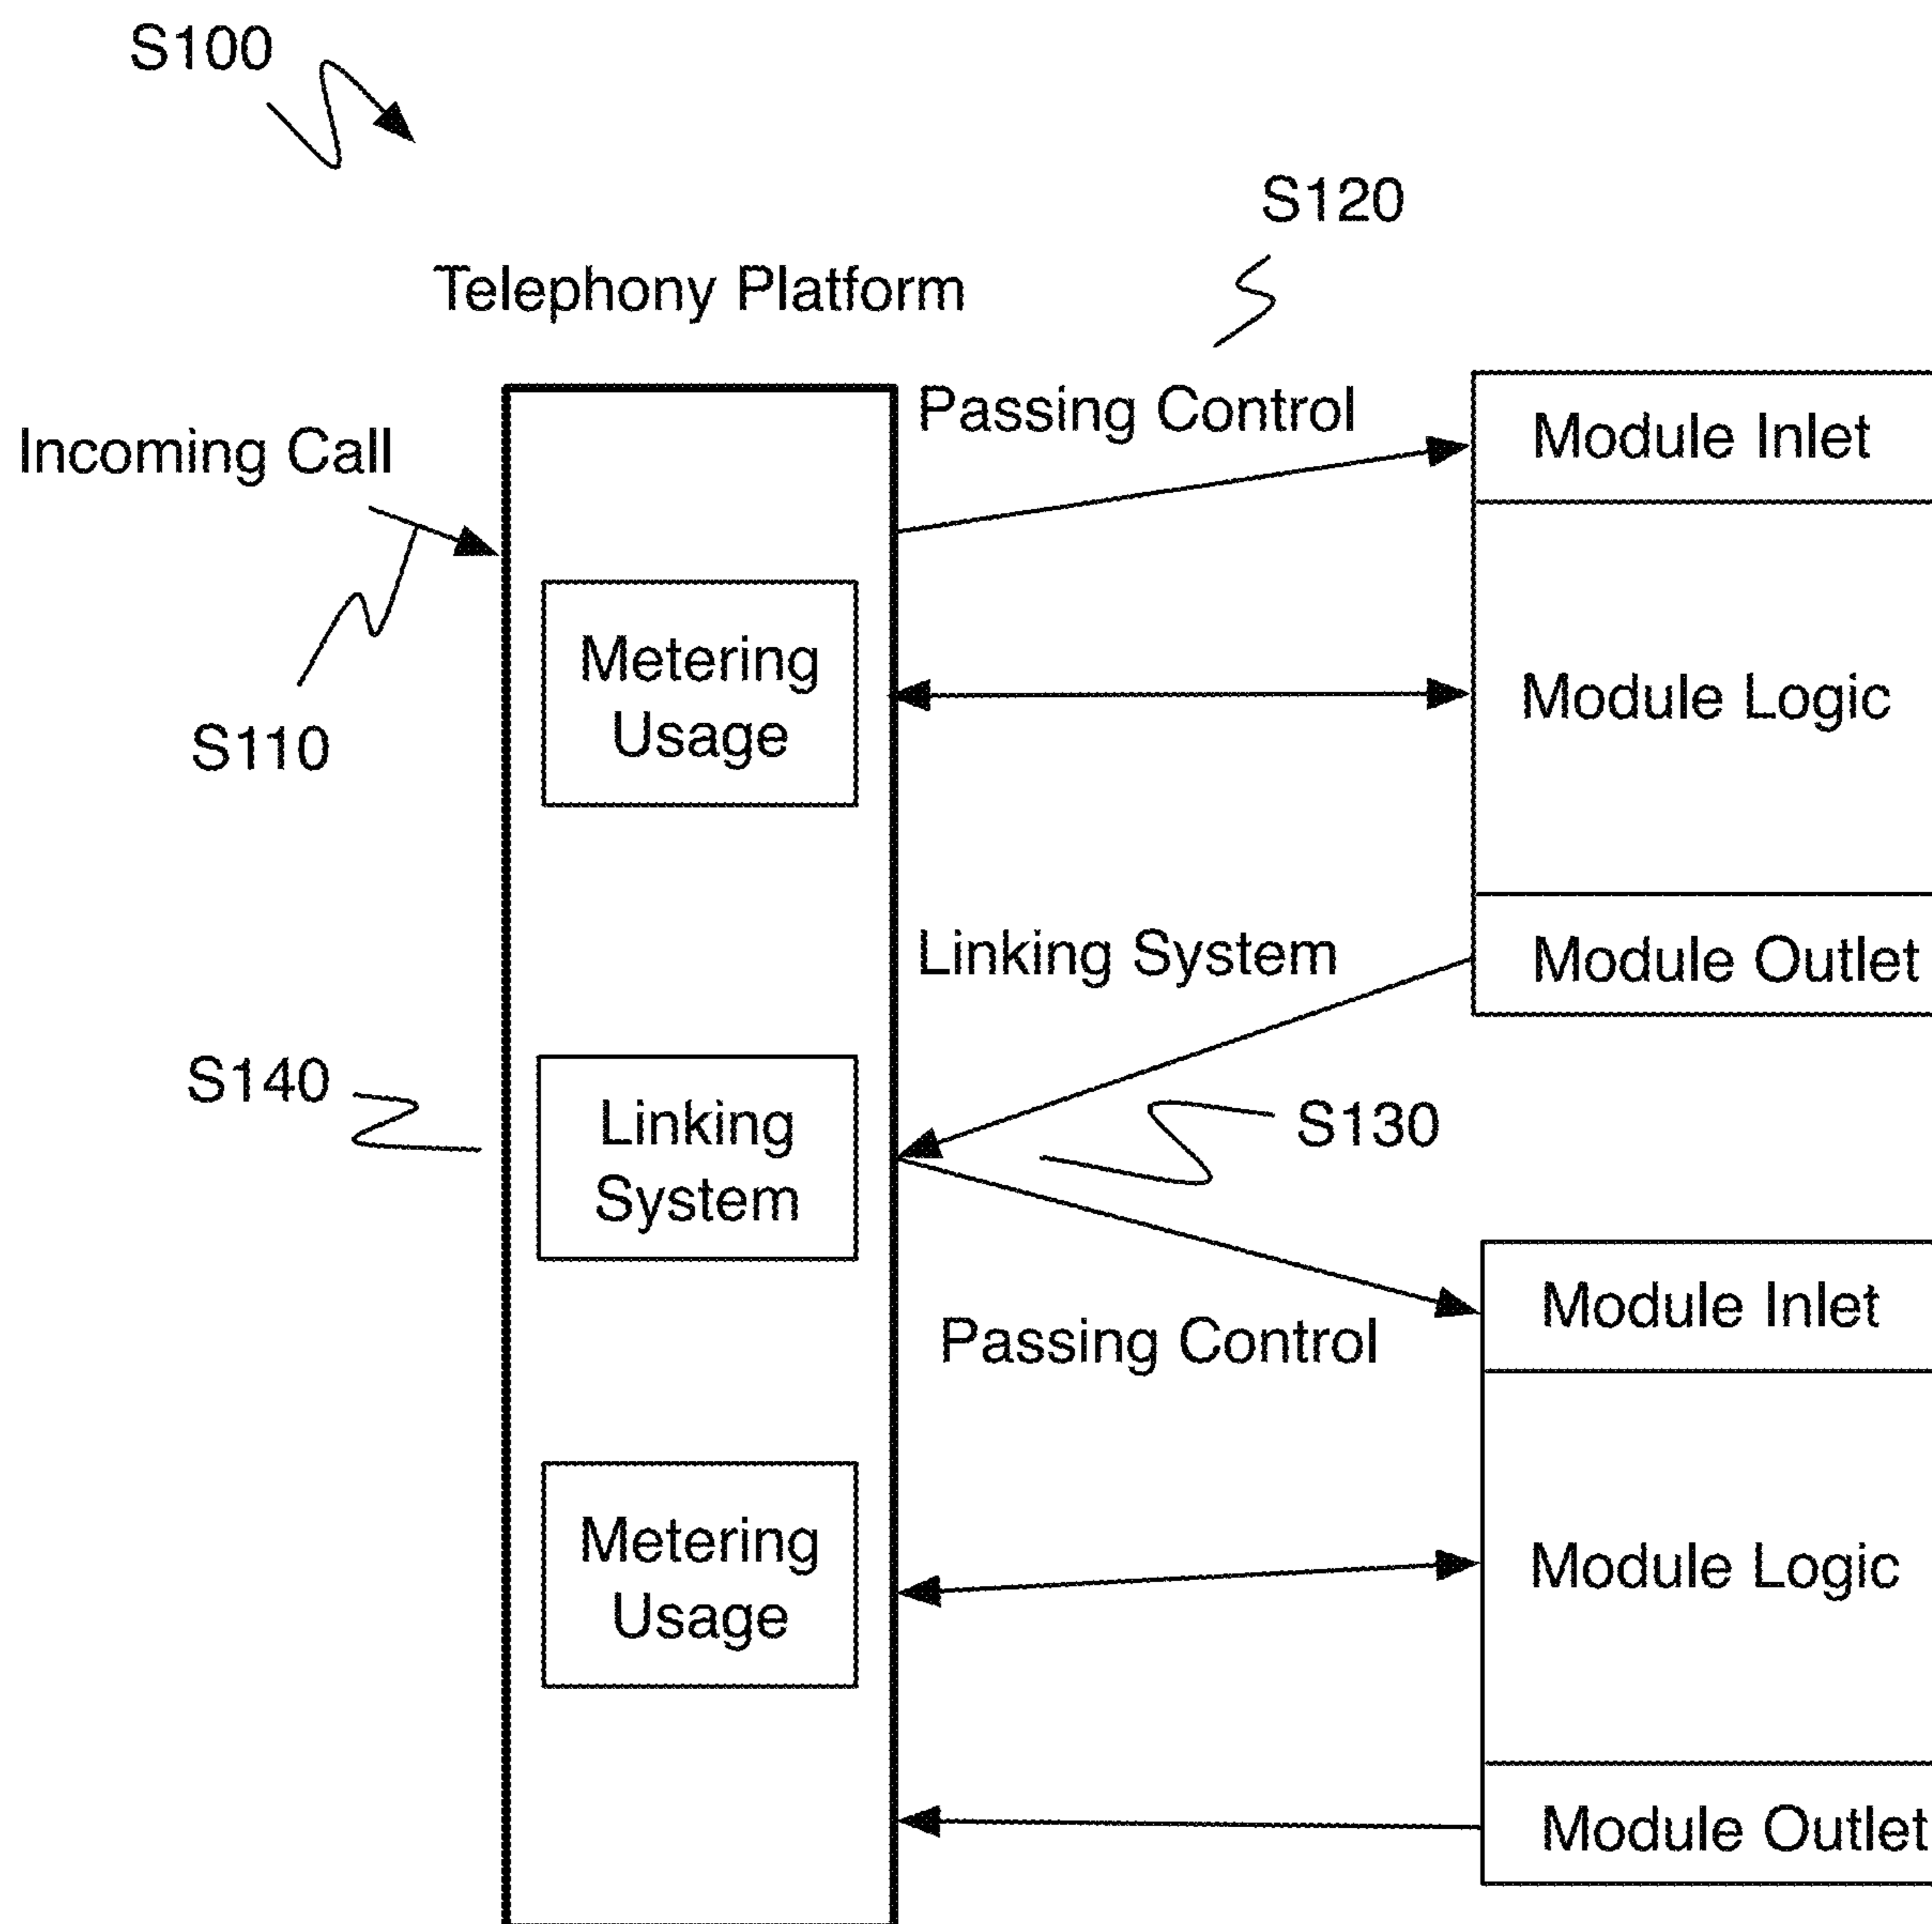 S100
S120
Telephony Platform
Passing Control
Incoming Call
Module Inlet
Metering
Usage
Module Logic
S110
Linking System
Module Outlet
S140
Linking
System
S130
Module Inlet
Passing Control
Metering
Usage
Module Logic
Module Outlet